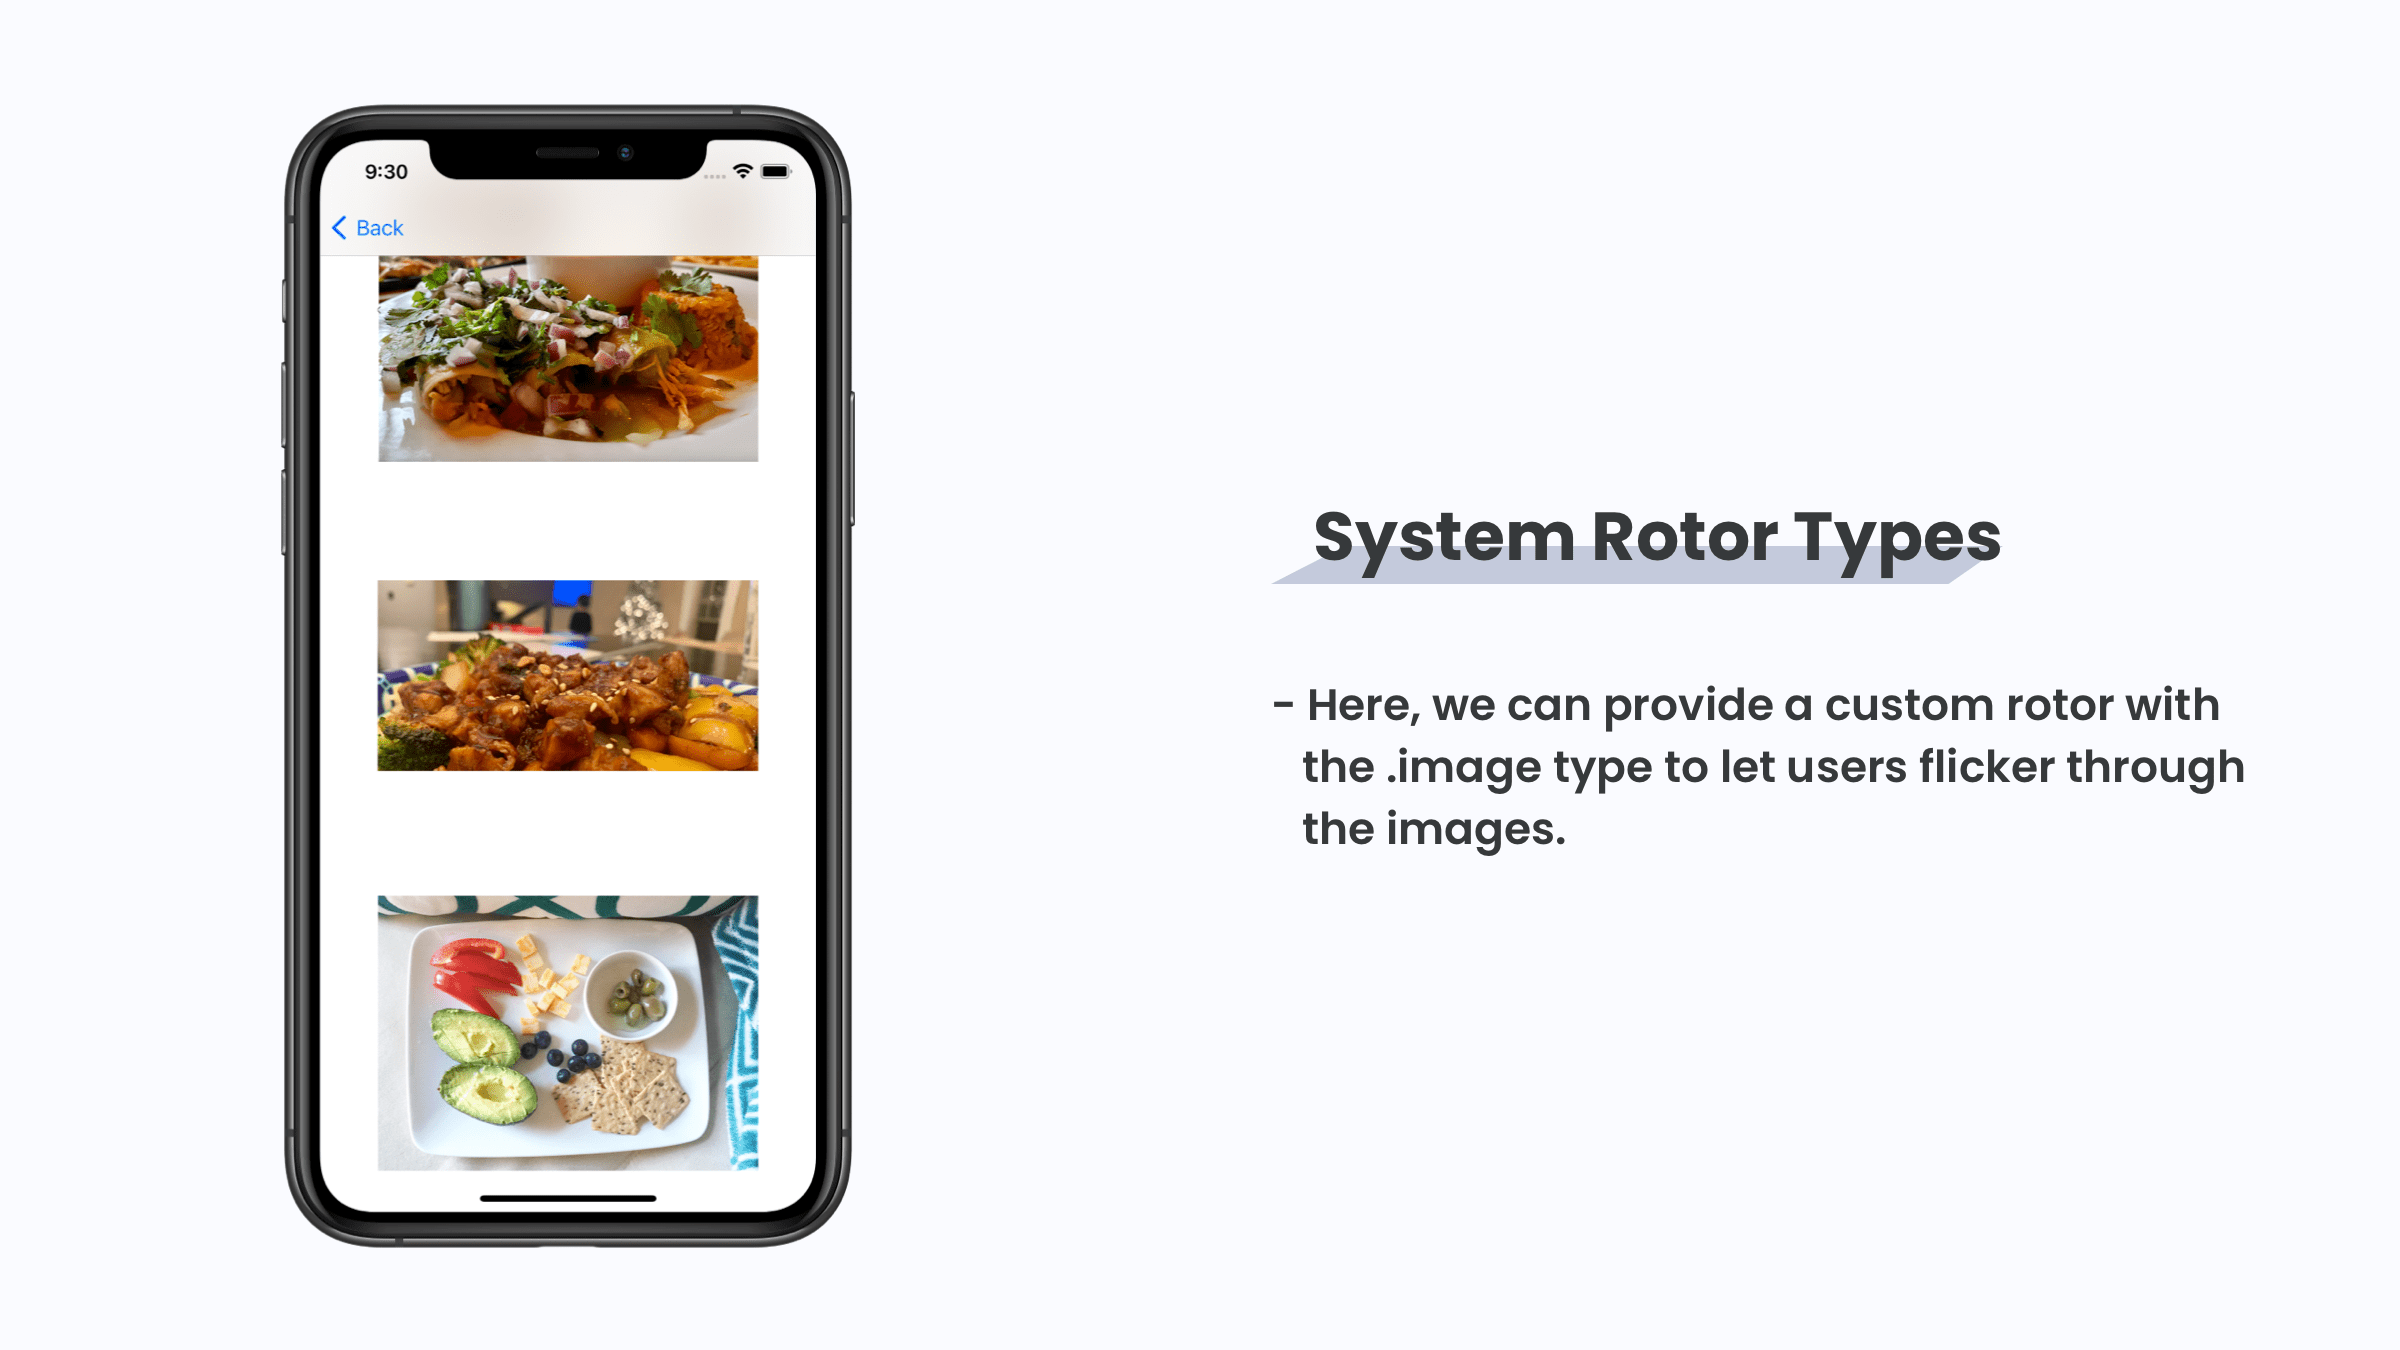 9:30
Back
System Rotor Types
- Here, we can provide a custom rotor with
the .image type to let users flicker through
the images.